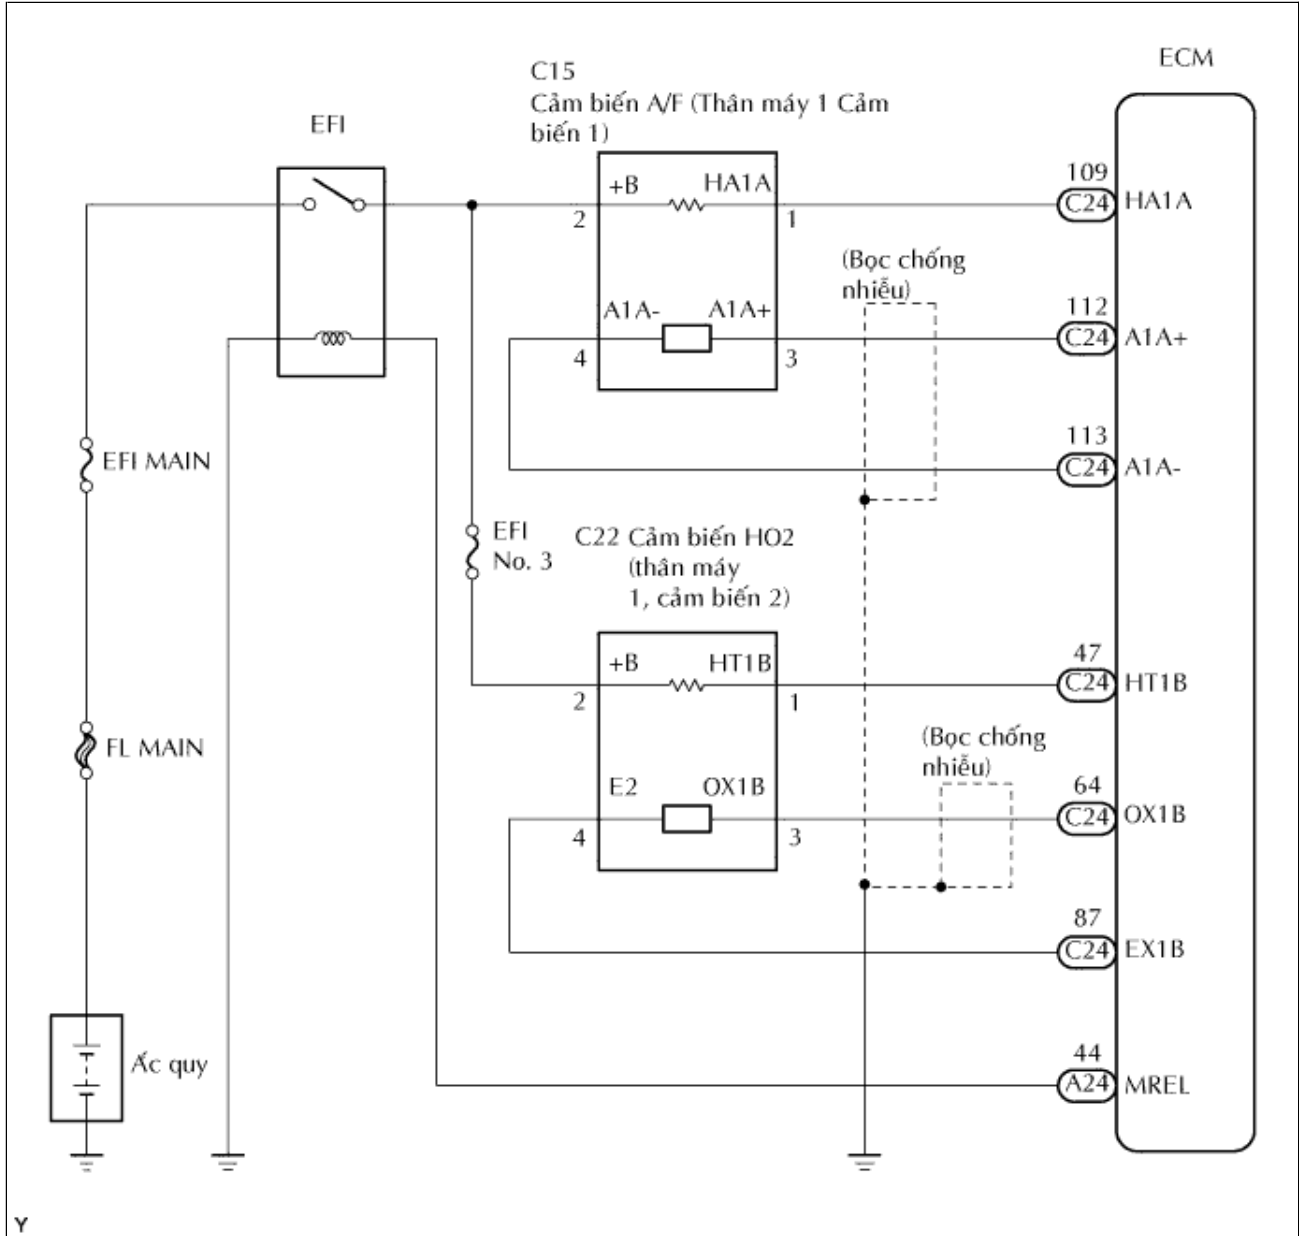 ECM
C15
Cảm biến A/F (Thân máy 1 Cảm
biến 1)
EFI
+B
HA1A
2
1
109
C24
HA1A
(Bọc chống
nhiễu)
A1A-
A1A+
4
3
112
C24
A1A+
113
C24
A1A-
EFI MAIN
EFI
No. 3
C22 Cảm biến HO2
(thân máy
1, cảm biến 2)
+B
HT1B
2
1
47
C24
HT1B
FL MAIN
(Bọc chống
nhiễu)
E2
OX1B
4
3
64
C24
OX1B
87
C24
EX1B
Ắc quy
44
A24
MREL
Y